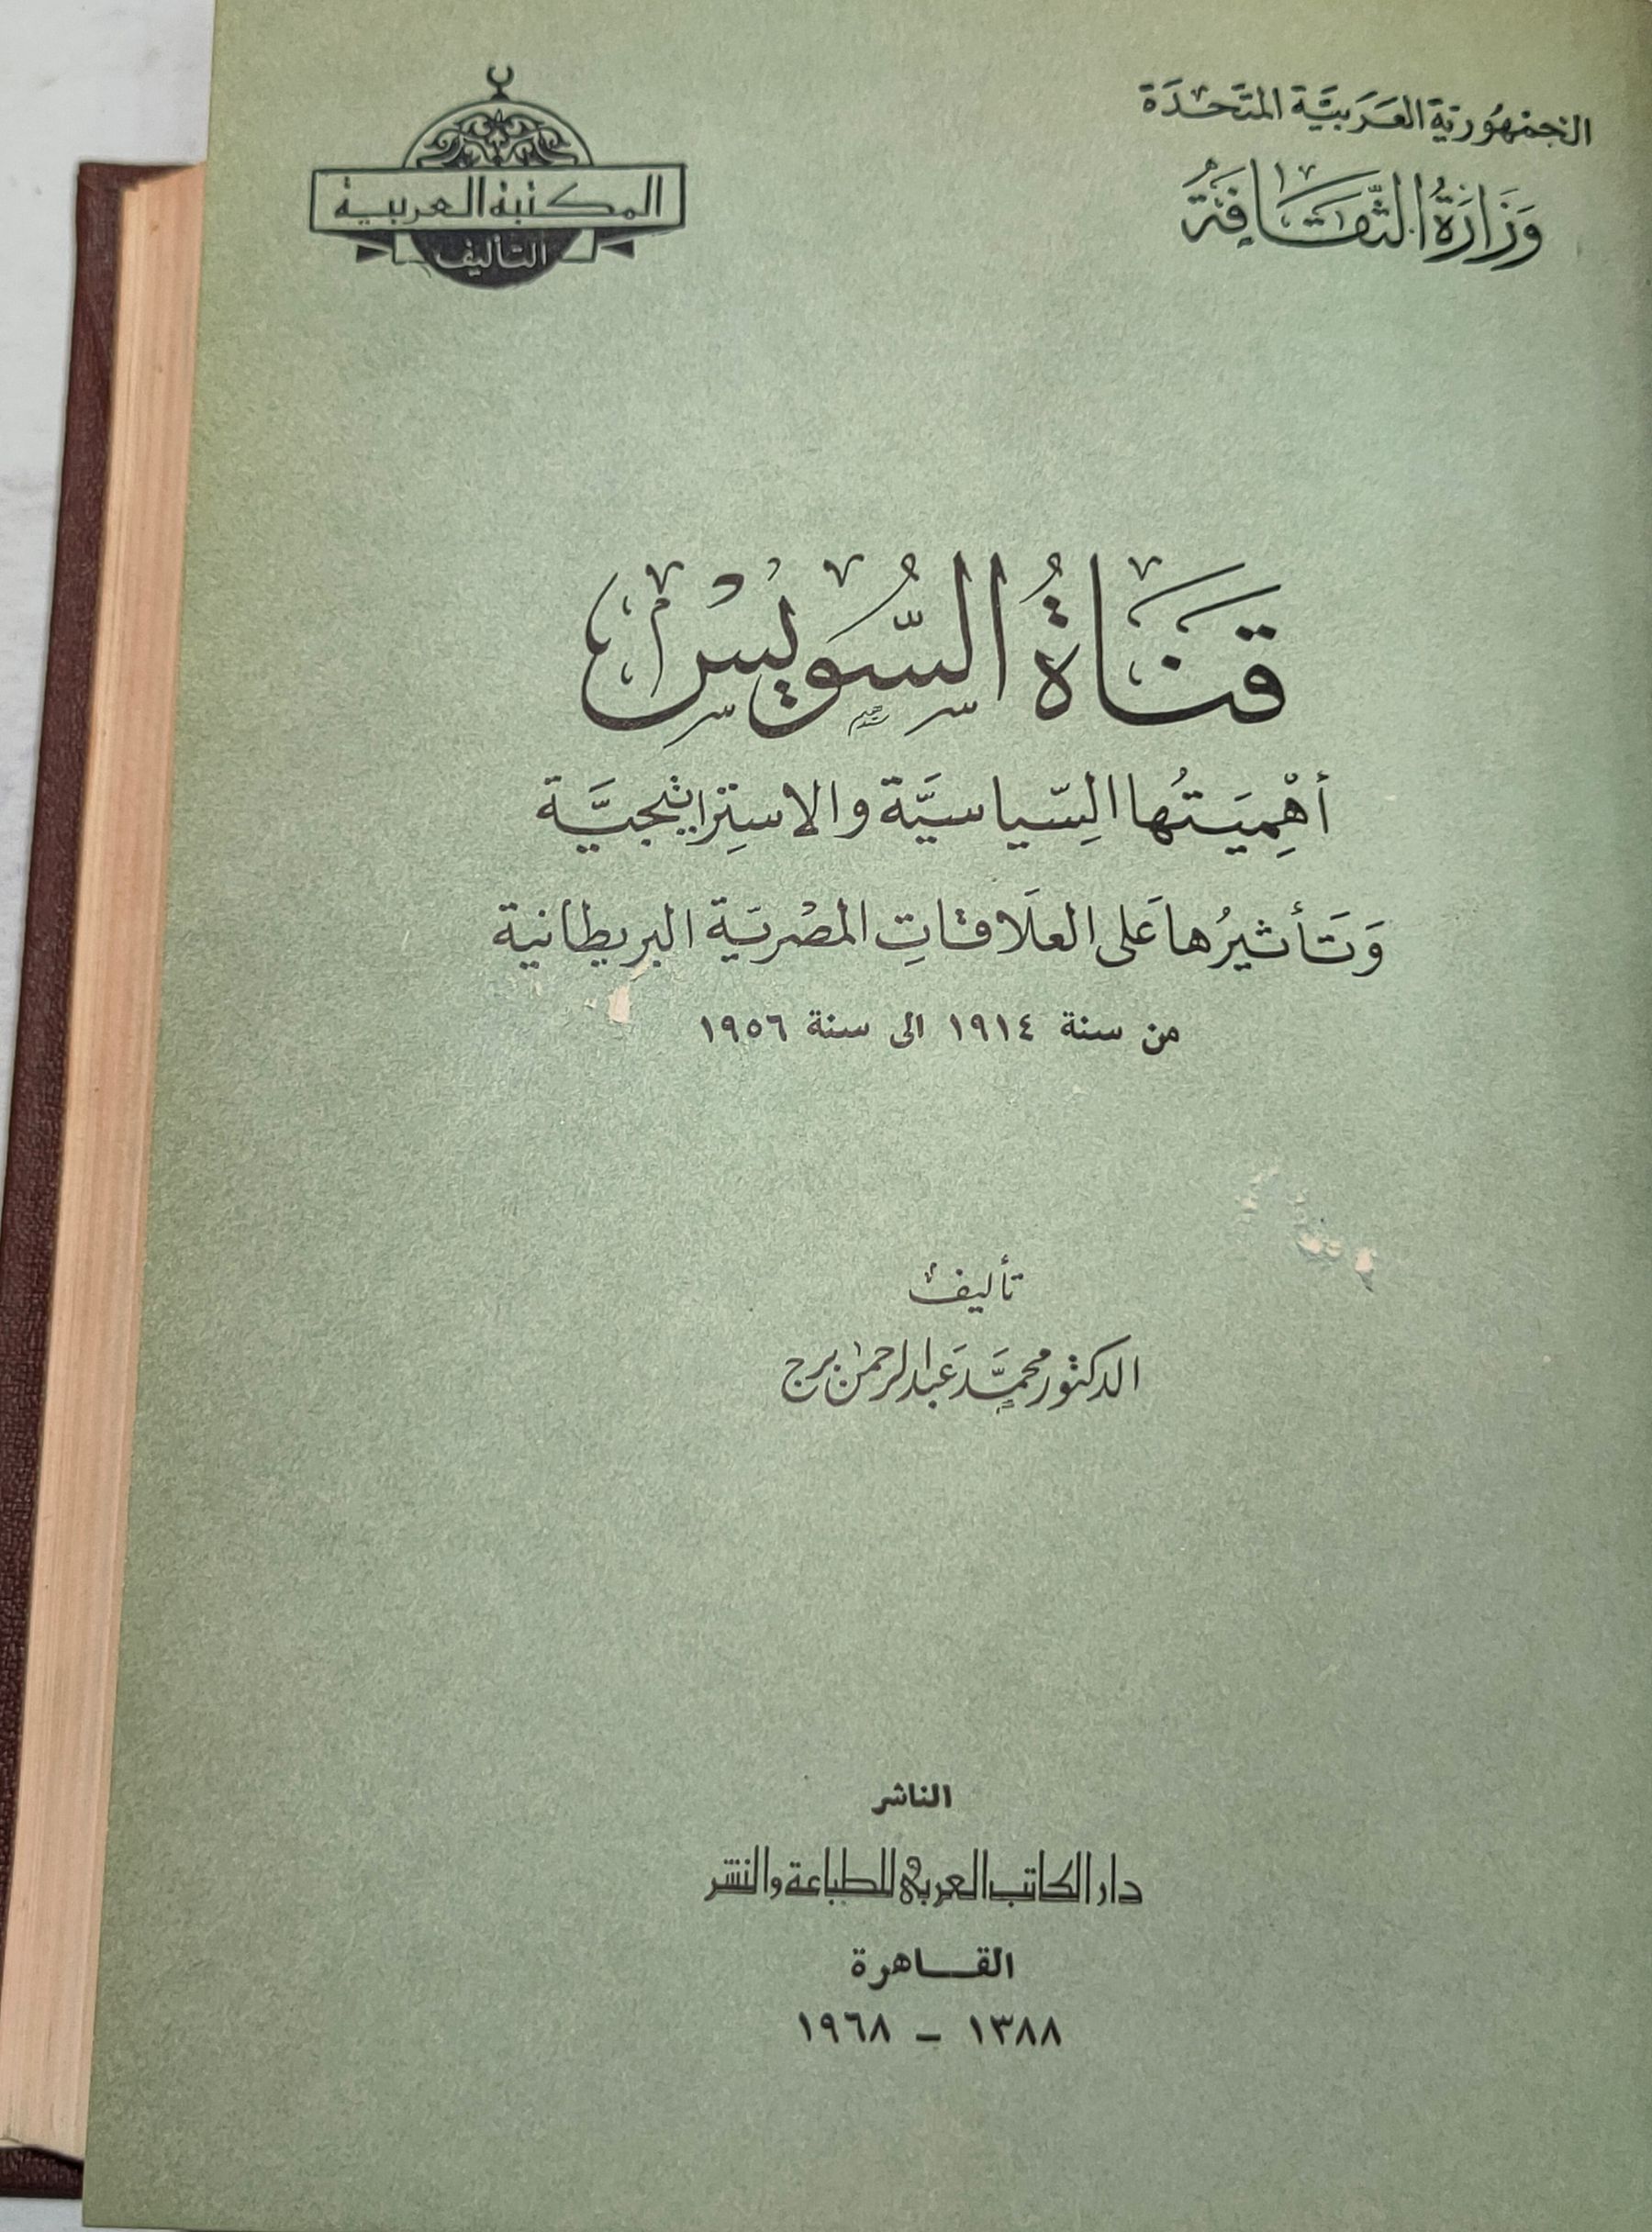 الجمهورية العربية المتحدة
وزارة الثقافة
المكتبة العربية
التأليف
قناة السويس
أهميتها السياسية والاستراتيجية
وتأثيرها على العلاقات المصرية البريطانية
من سنة ١٩١٤ الى سنة ١٩٥٦
تأليف
الدكتور محمد عبد الرحمن برج
الناشر
دار الكاتب العربى للطباعة والنشر
القاهرة
١٣٨٨ - ١٩٦٨